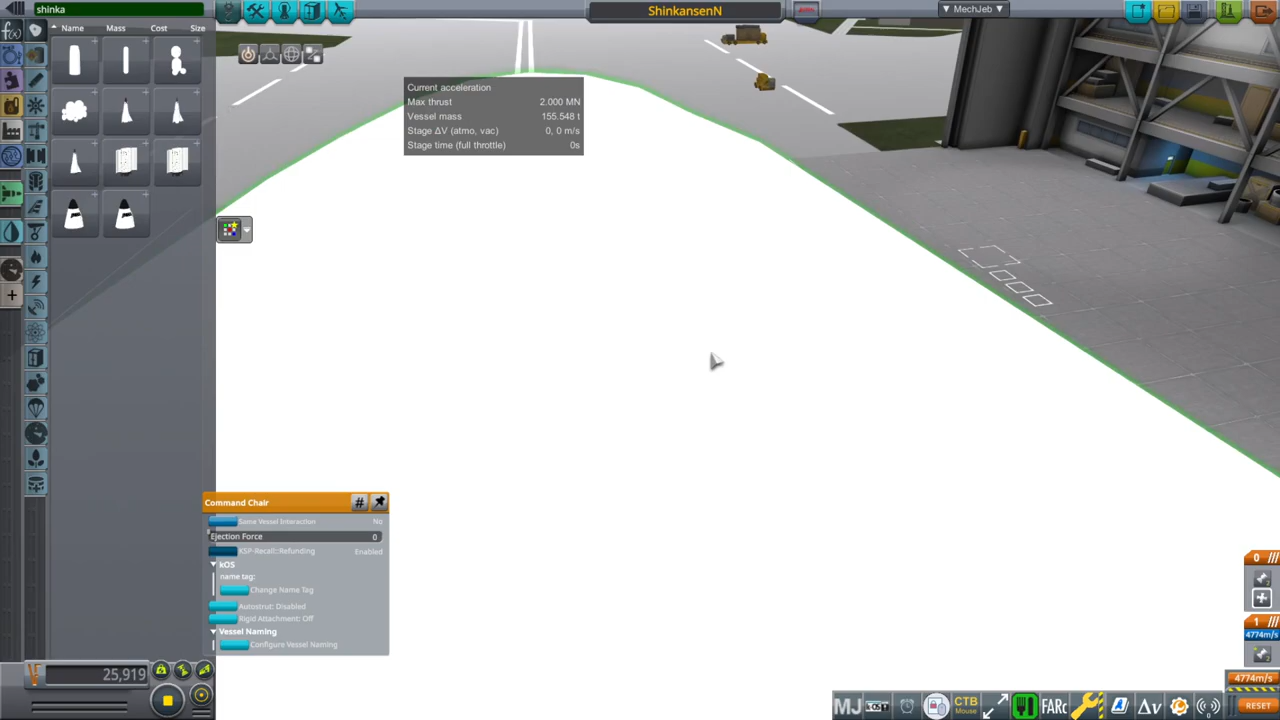 shinka
ShinkansenN
▼ MechJeb ▼
Name Mass Cost Size
f(x)
Current acceleration
Max thrust 2.000 MN
Vessel mass 155.548 t
Stage ΔV (atmo, vac) 0, 0 m/s
Stage time (full throttle) 0s
Command Chair #
Same Vessel Interaction No
Ejection Force 0
KSP-Recall::Refunding Enabled
kOS
name tag:
Change Name Tag
Autostrut: Disabled
Rigid Attachment: Off
Vessel Naming
Configure Vessel Naming
0
1
4774m/s
4774m/s
25,919
MJ CTB Mouse FARc Δv RESET